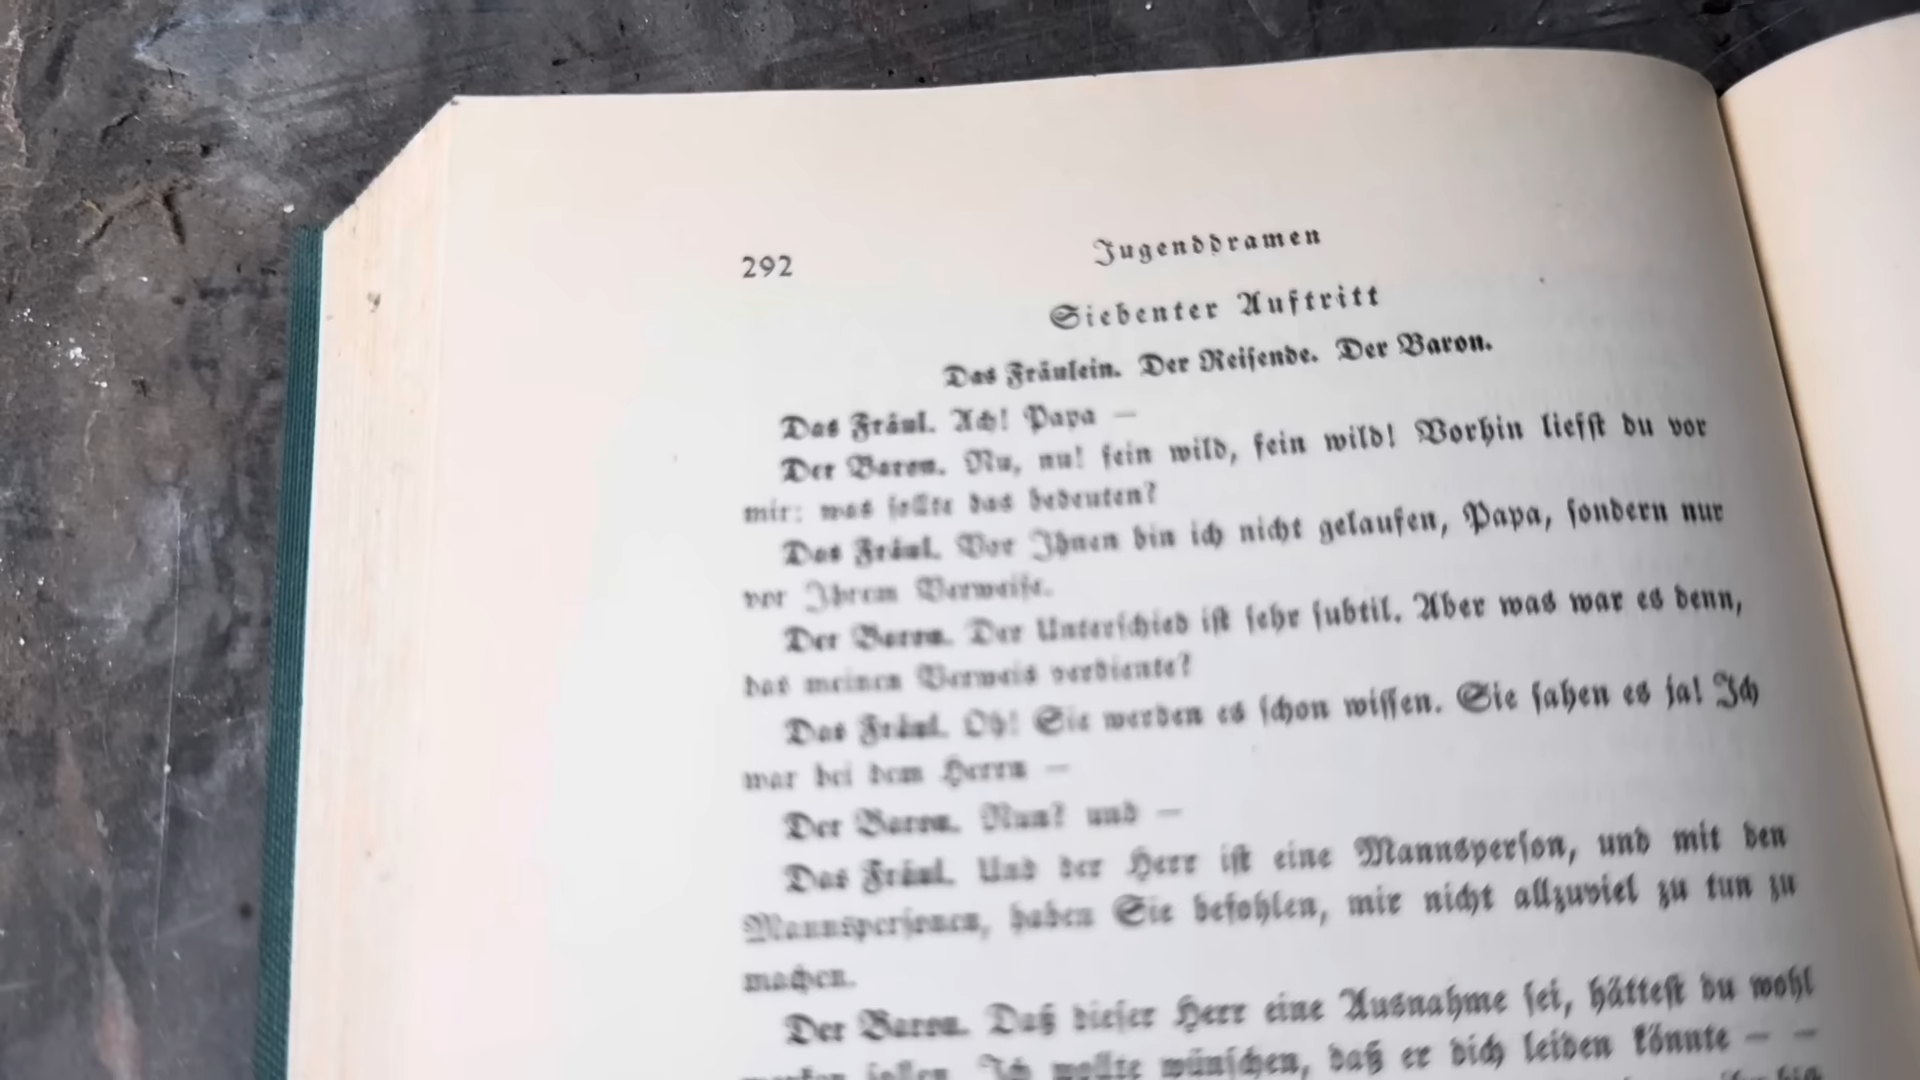 292
Jugenddramen
Siebenter Auftritt
Das Fräulein. Der Reisende. Der Baron.
Das Fräul. Ach! Papa —
Der Baron. Nu, nu! fein wild, fein wild! Vorhin liefst du vor
mir: was sollte das bedeuten?
Das Fräul. Vor Ihnen bin ich nicht gelaufen, Papa, sondern nur
vor Ihrem Verweise.
Der Baron. Der Unterschied ist sehr subtil. Aber was war es denn,
das meinen Verweis verdiente?
Das Fräul. Oh! Sie werden es schon wissen. Sie sahen es ja! Ich
war bei dem Herrn —
Der Baron. Nun? und —
Das Fräul. Und der Herr ist eine Mannsperson, und mit den
Mannspersonen, haben Sie befohlen, mir nicht allzuviel zu tun zu
machen.
Der Baron. Daß dieser Herr eine Ausnahme sei, hättest du wohl
merken sollen. Ich wollte wünschen, daß er dich leiden könnte — —